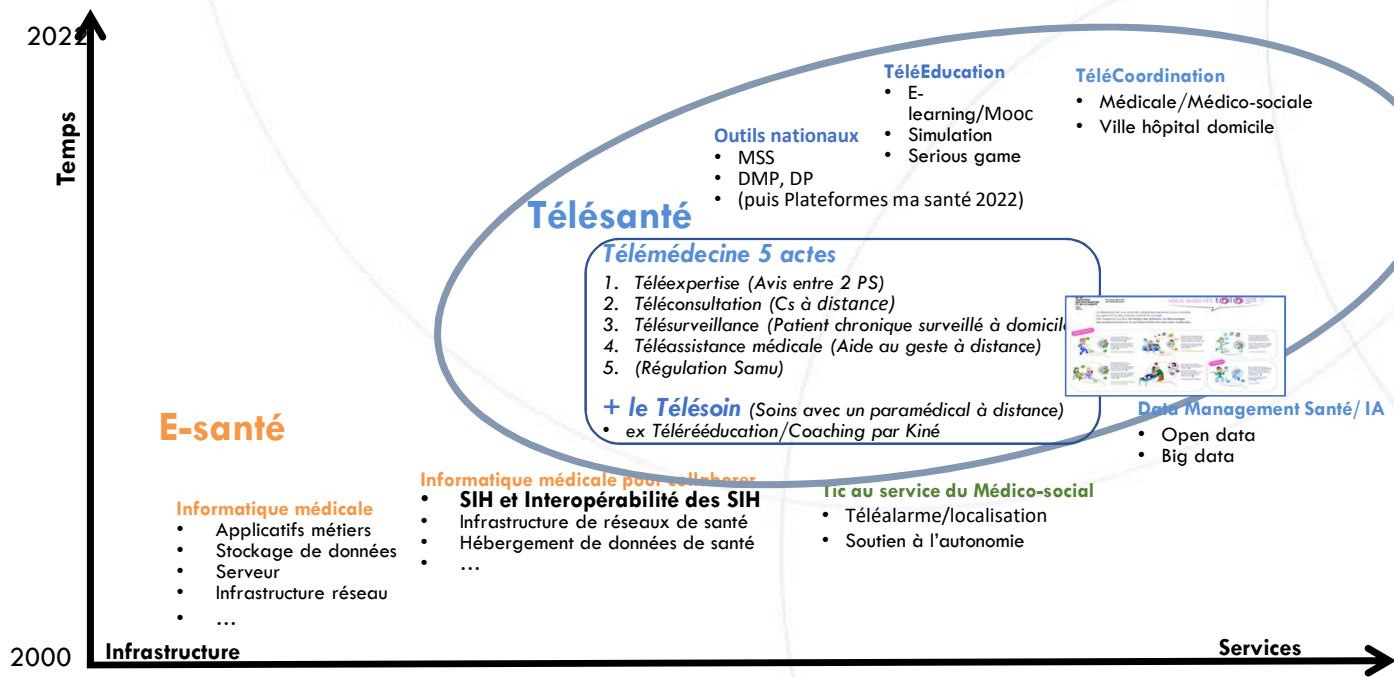 2022
Temps
TéléEducation
• E-
learning/Mooc
• Simulation
• Serious game
TéléCoordination
• Médicale/Médico-sociale
• Ville hôpital domicile
Outils nationaux
• MSS
• DMP, DP
• (puis Plateformes ma santé 2022)
Télésanté
Télémédecine 5 actes
1. Téléexpertise (Avis entre 2 PS)
2. Téléconsultation (Cs à distance)
3. Télésurveillance (Patient chronique surveillé à domicile
4. Téléassistance médicale (Aide au geste à distance)
5. (Régulation Samu)
+ le Télésoin (Soins avec un paramédical à distance)
• ex Télérééducation/Coaching par Kiné
vous avez-dit
Data Management Santé/ IA
• Open data
• Big data
E-santé
Informatique médicale
• Applicatifs métiers
• Stockage de données
• Serveur
• Infrastructure réseau
• …
Informatique médicale pour collaborer
• SIH et Interopérabilité des SIH
• Infrastructure de réseaux de santé
• Hébergement de données de santé
• …
Tic au service du Médico-social
• Téléalarme/localisation
• Soutien à l'autonomie
2000
Infrastructure
Services